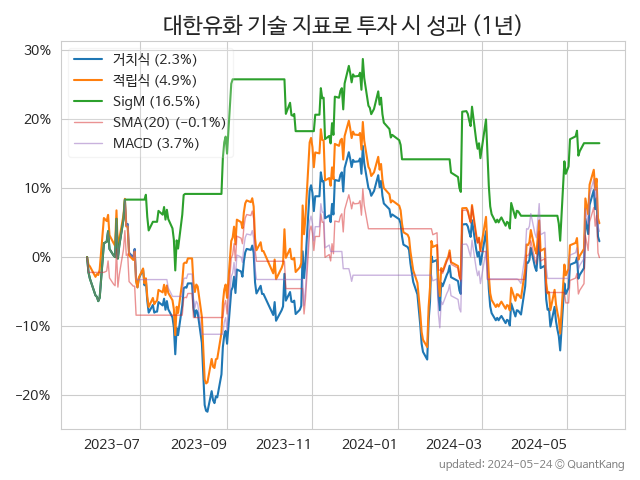 대한유화 기술 지표로 투자 시 성과 (1년)
30%
20%
10%
0%
−10%
−20%
거치식 (2.3%)
적립식 (4.9%)
SigM (16.5%)
SMA(20) (−0.1%)
MACD (3.7%)
2023-07
2023-09
2023-11
2024-01
2024-03
2024-05
updated: 2024-05-24 © QuantKang